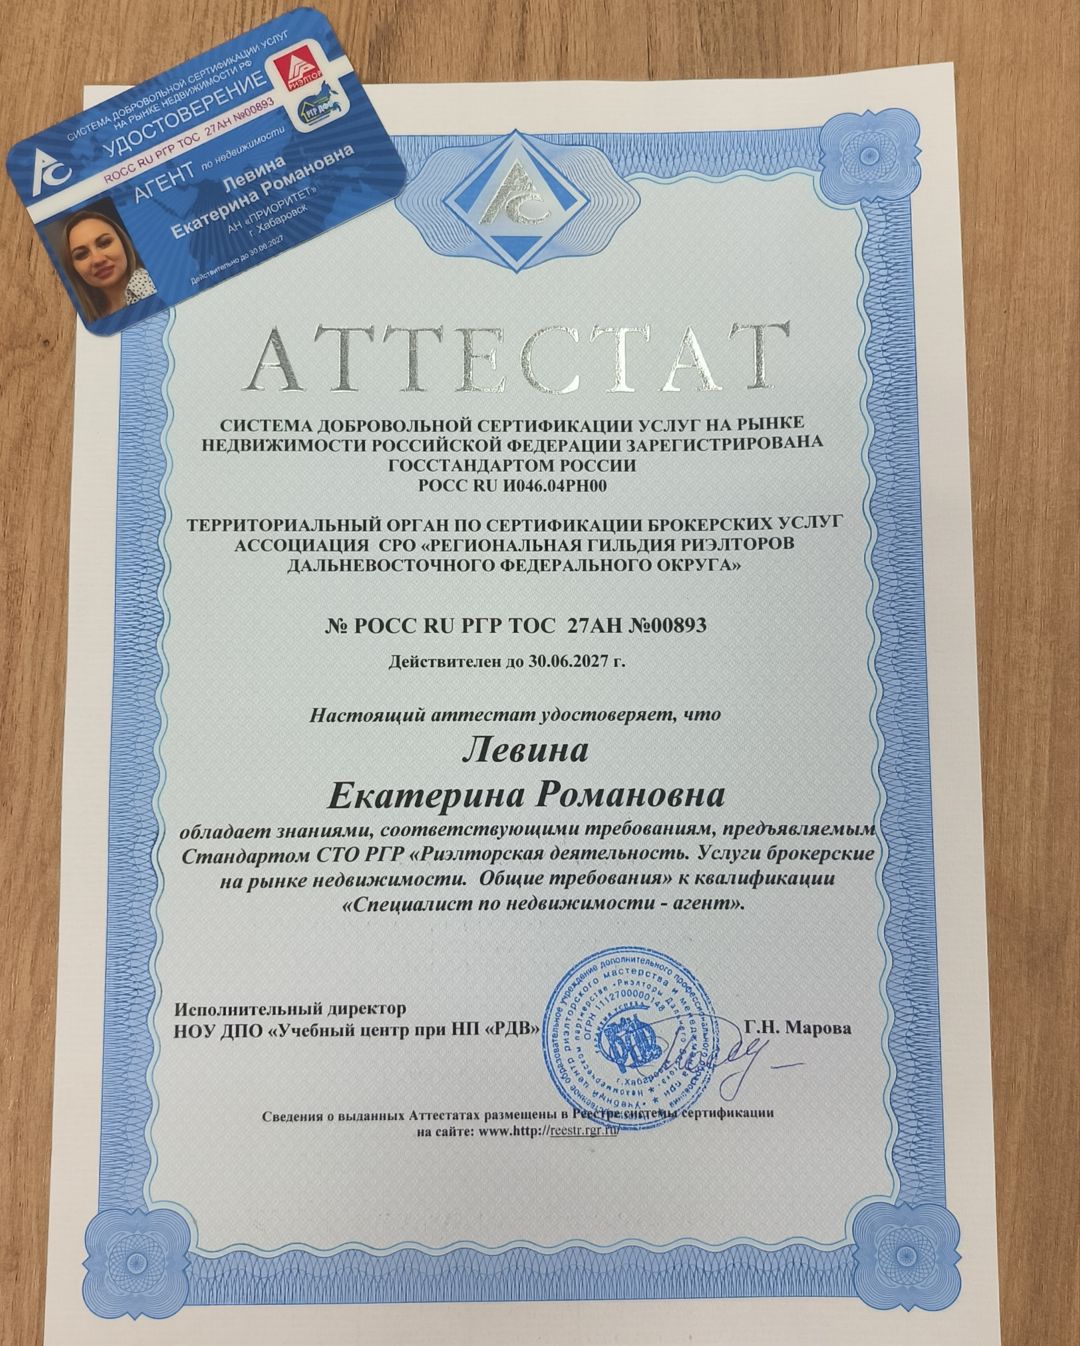 СИСТЕМА ДОБРОВОЛЬНОЙ СЕРТИФИКАЦИИ УСЛУГ
НА РЫНКЕ НЕДВИЖИМОСТИ РФ
УДОСТОВЕРЕНИЕ
РИЭЛТОР
РОСС RU РГР ТОС 27АН №00893
АГЕНТ по недвижимости
Левина
Екатерина Романовна
АН «ПРИОРИТЕТ»
г. Хабаровск
Действительно до 30.06.2027
АТТЕСТАТ
СИСТЕМА ДОБРОВОЛЬНОЙ СЕРТИФИКАЦИИ УСЛУГ НА РЫНКЕ
НЕДВИЖИМОСТИ РОССИЙСКОЙ ФЕДЕРАЦИИ ЗАРЕГИСТРИРОВАНА
ГОССТАНДАРТОМ РОССИИ
РОСС RU И046.04РН00
ТЕРРИТОРИАЛЬНЫЙ ОРГАН ПО СЕРТИФИКАЦИИ БРОКЕРСКИХ УСЛУГ
АССОЦИАЦИЯ СРО «РЕГИОНАЛЬНАЯ ГИЛЬДИЯ РИЭЛТОРОВ
ДАЛЬНЕВОСТОЧНОГО ФЕДЕРАЛЬНОГО ОКРУГА»
№ РОСС RU РГР ТОС 27АН №00893
Действителен до 30.06.2027 г.
Настоящий аттестат удостоверяет, что
Левина
Екатерина Романовна
обладает знаниями, соответствующими требованиям, предъявляемым
Стандартом СТО РГР «Риэлторская деятельность. Услуги брокерские
на рынке недвижимости. Общие требования» к квалификации
«Специалист по недвижимости - агент».
Исполнительный директор
НОУ ДПО «Учебный центр при НП «РДВ»
Г.Н. Марова
ОГРН 1112700000148
г.Хабаровск
Сведения о выданных Аттестатах размещены в Реестре системы сертификации
на сайте: www.http://reestr.rgr.ru/